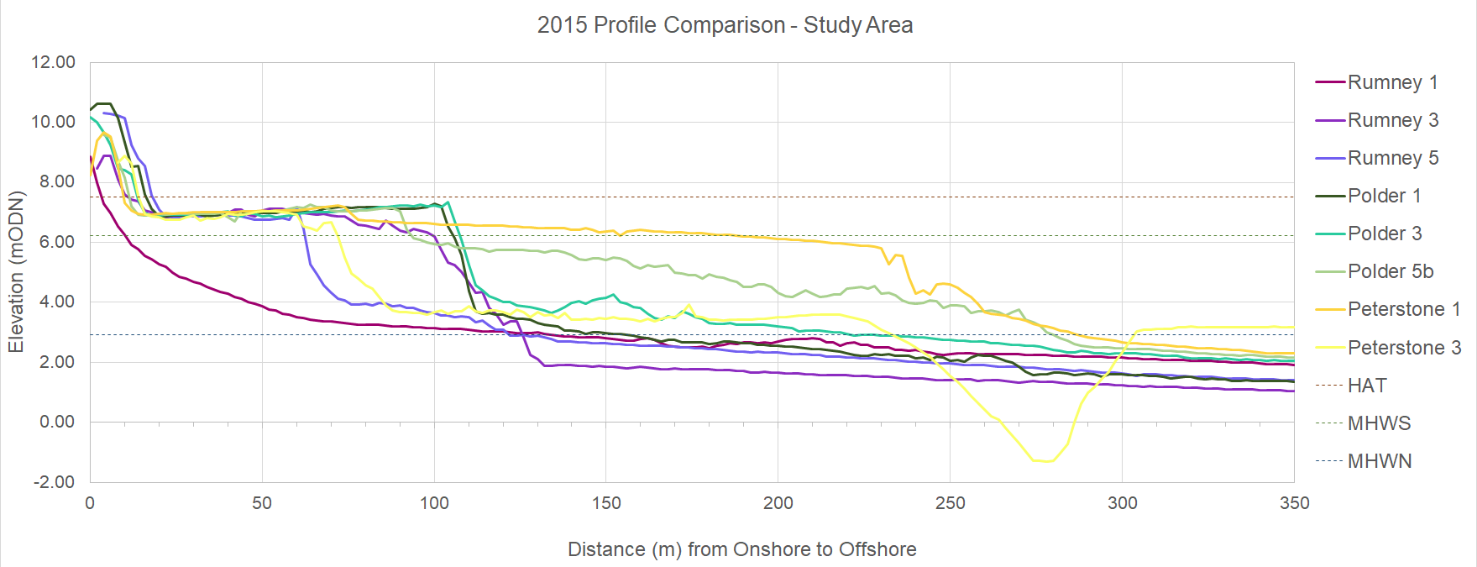 2015 Profile Comparison - Study Area
12.00
10.00
8.00
6.00
4.00
2.00
0.00
-2.00
Elevation (mODN)
0 50 100 150 200 250 300 350
Distance (m) from Onshore to Offshore
Rumney 1
Rumney 3
Rumney 5
Polder 1
Polder 3
Polder 5b
Peterstone 1
Peterstone 3
HAT
MHWS
MHWN